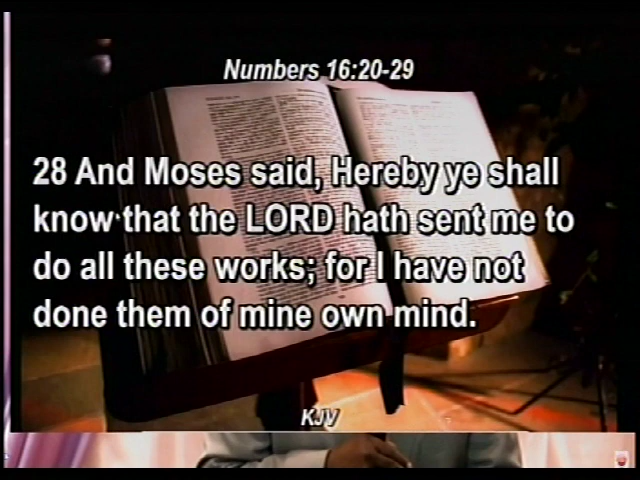 Numbers 16:20-29
28 And Moses said, Hereby ye shall
know that the LORD hath sent me to
do all these works; for I have not
done them of mine own mind.
KJV